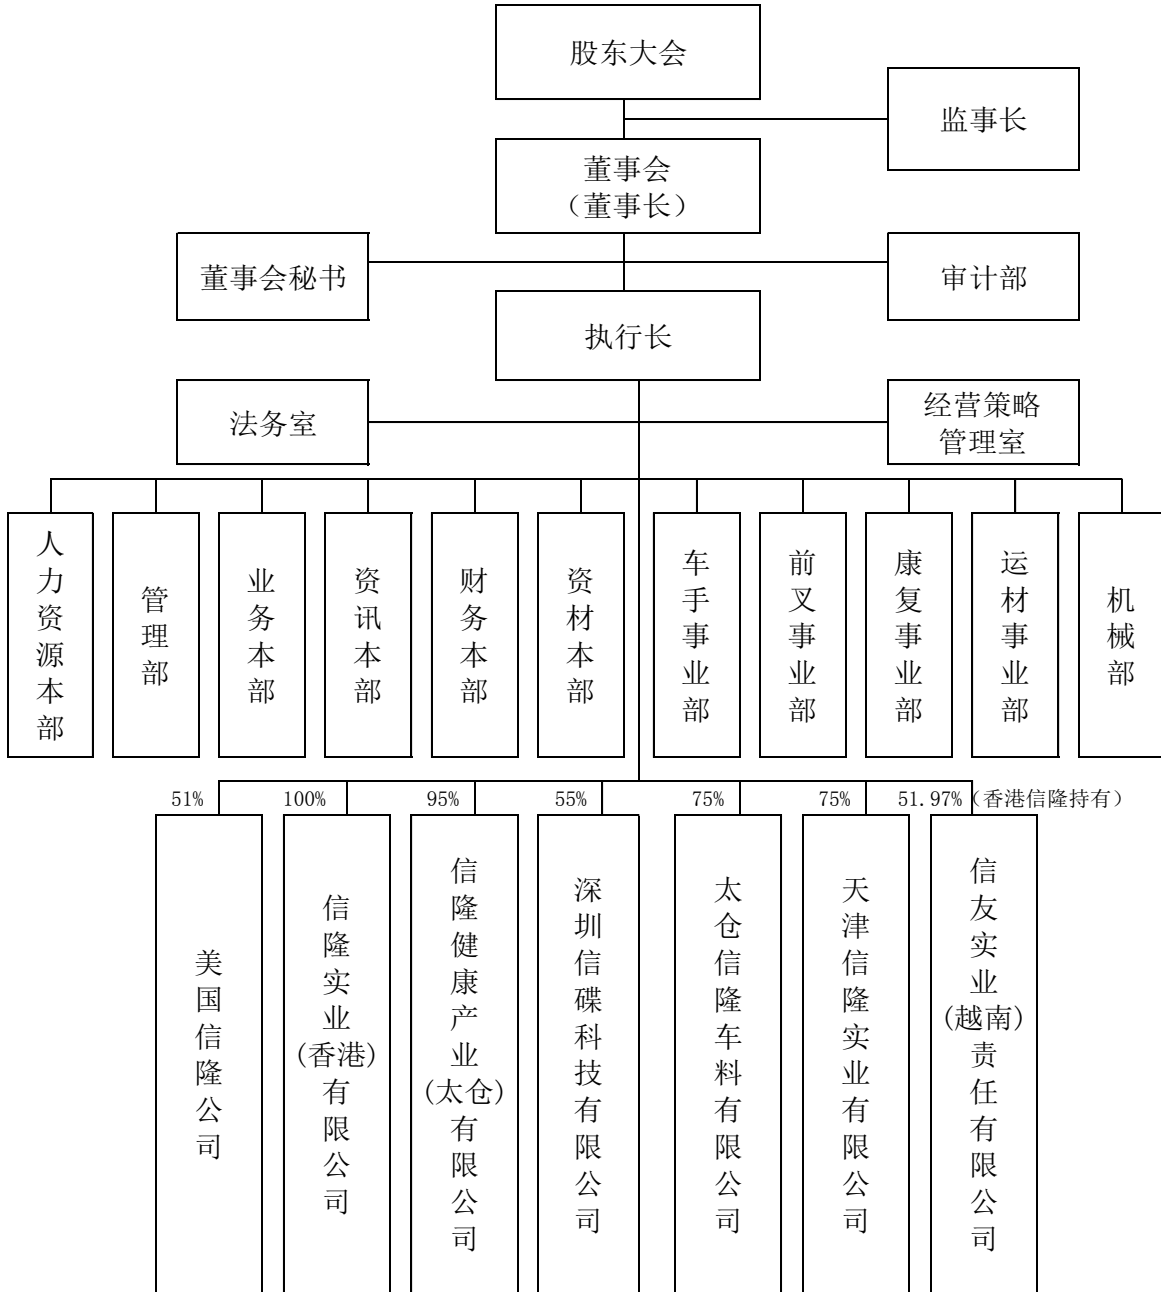 股东大会
监事长
董事会
（董事长）
董事会秘书
审计部
执行长
法务室
经营策略
管理室
人力资源本部
管理部
业务本部
资讯本部
财务本部
资材本部
车手事业部
前叉事业部
康复事业部
运材事业部
机械部
51%
100%
95%
55%
75%
75%
51.97%（香港信隆持有）
美国信隆公司
信隆实业(香港)有限公司
信隆健康产业(太仓)有限公司
深圳信碟科技有限公司
太仓信隆车料有限公司
天津信隆实业有限公司
信友实业(越南)责任有限公司